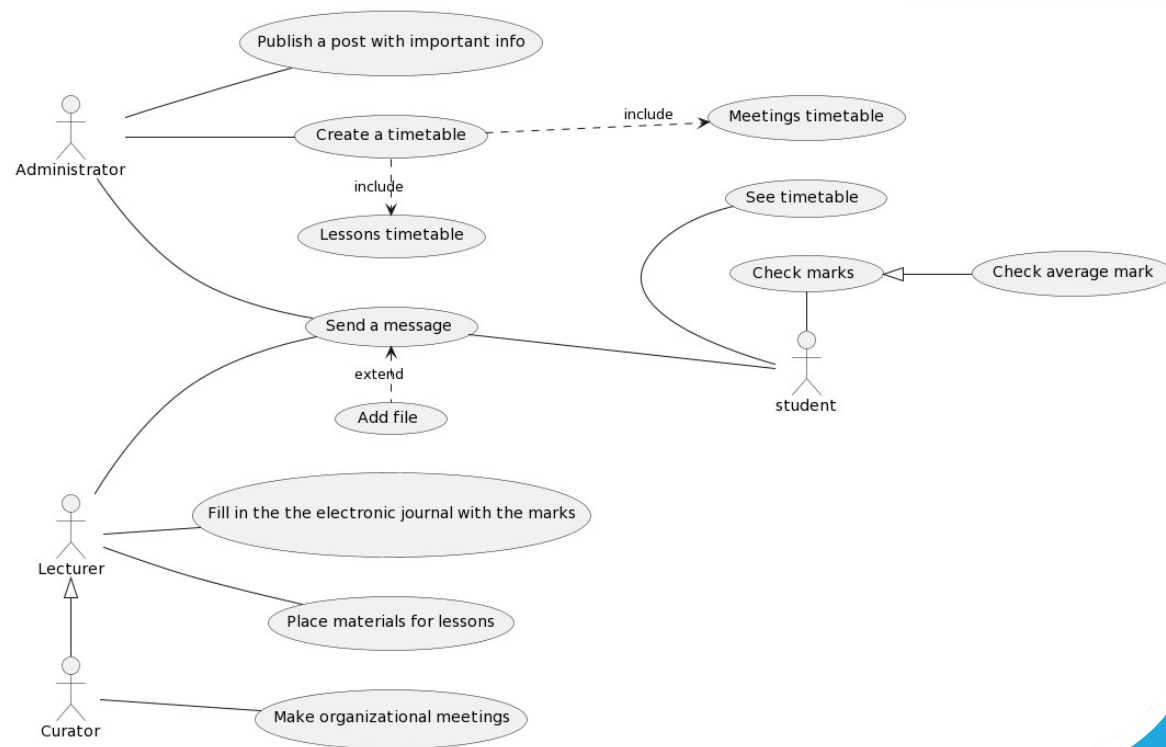 Publish a post with important info
Administrator
Create a timetable
include
Meetings timetable
include
Lessons timetable
See timetable
Check marks
Check average mark
Send a message
student
extend
Add file
Lecturer
Fill in the the electronic journal with the marks
Place materials for lessons
Curator
Make organizational meetings